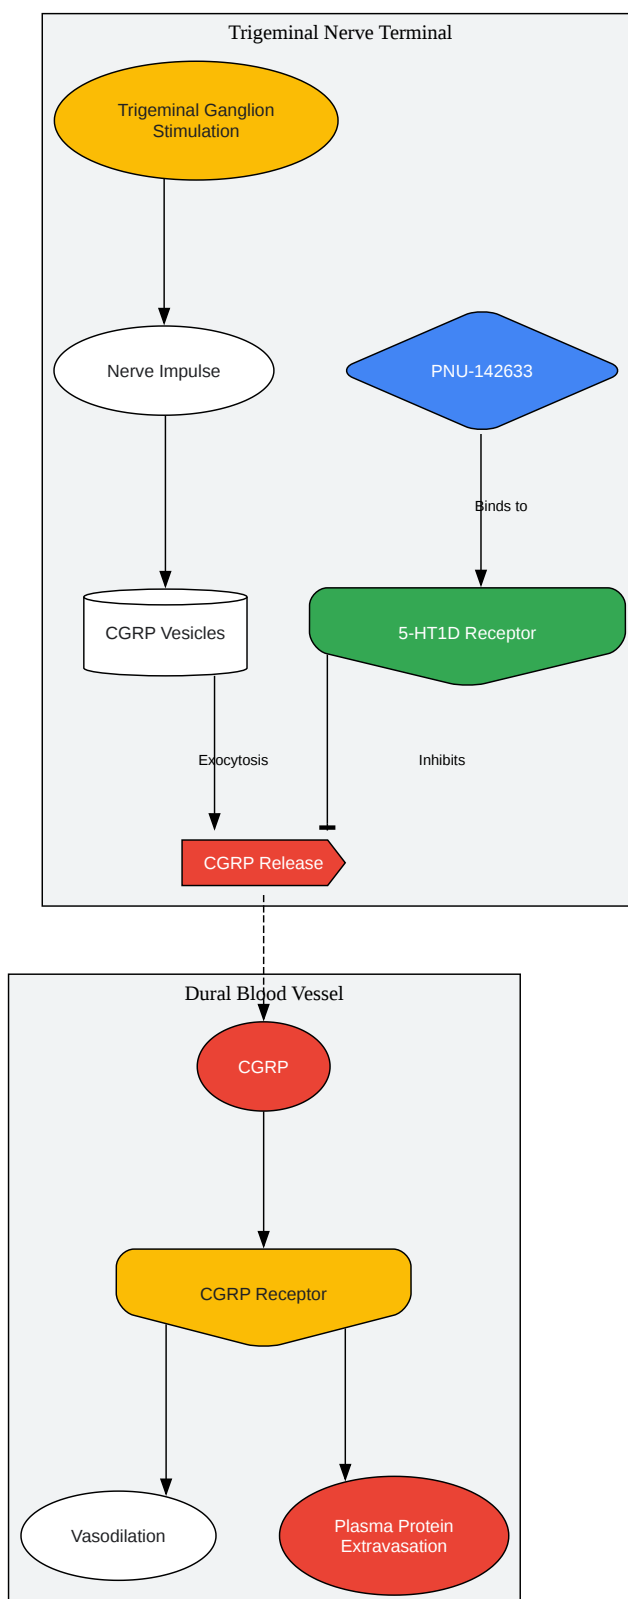 Trigeminal Nerve Terminal
Trigeminal Ganglion
Stimulation
Nerve Impulse
PNU-142633
Binds to
CGRP Vesicles
5-HT1D Receptor
Exocytosis
Inhibits
CGRP Release
Dural Blood Vessel
CGRP
CGRP Receptor
Vasodilation
Plasma Protein
Extravasation